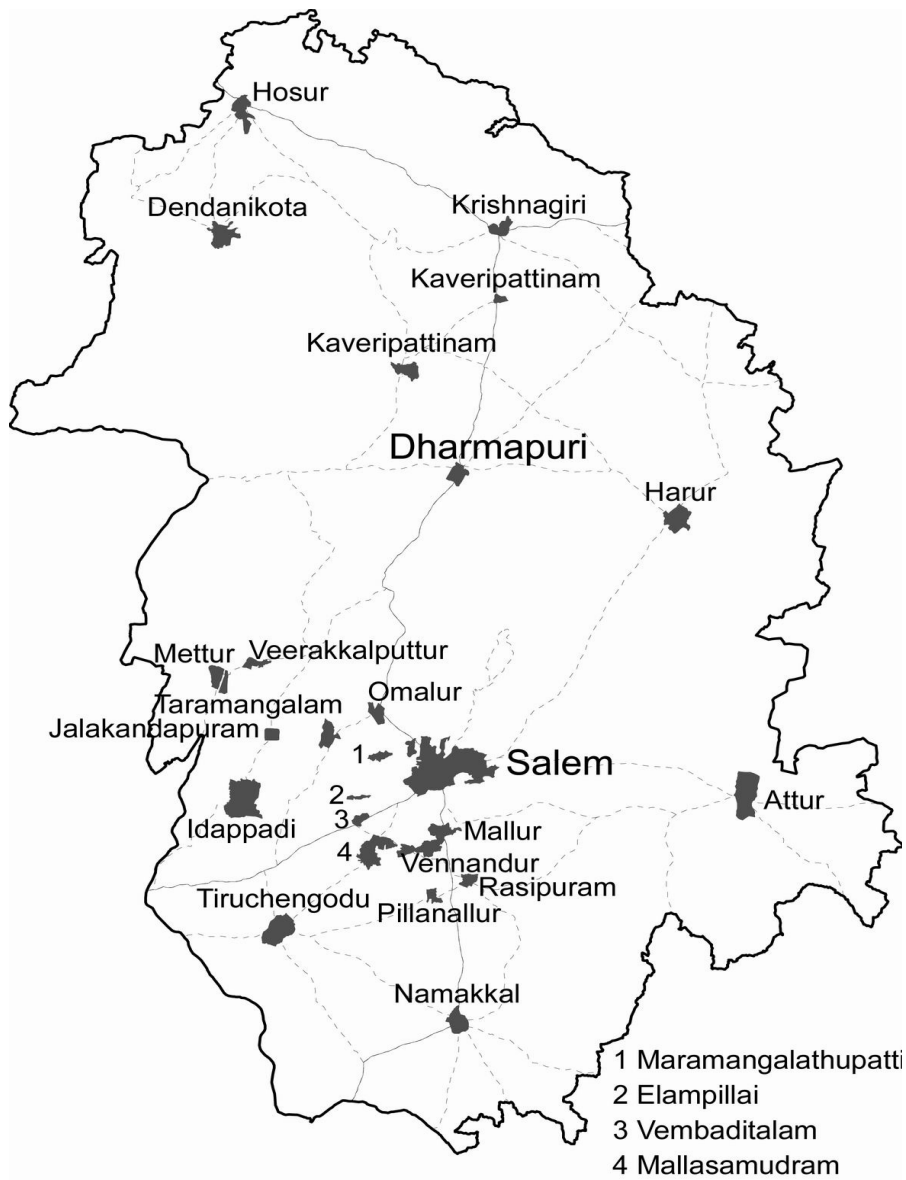 Hosur
Dendanikota
Krishnagiri
Kaveripattinam
Kaveripattinam
Dharmapuri
Harur
Mettur
Veerakkalputtur
Taramangalam
Omalur
Jalakandapuram
1
Salem
2
Attur
3
Idappadi
Mallur
4
Vennandur
Rasipuram
Tiruchengodu
Pillanallur
Namakkal
1 Maramangalathupatti
2 Elampillai
3 Vembaditalam
4 Mallasamudram